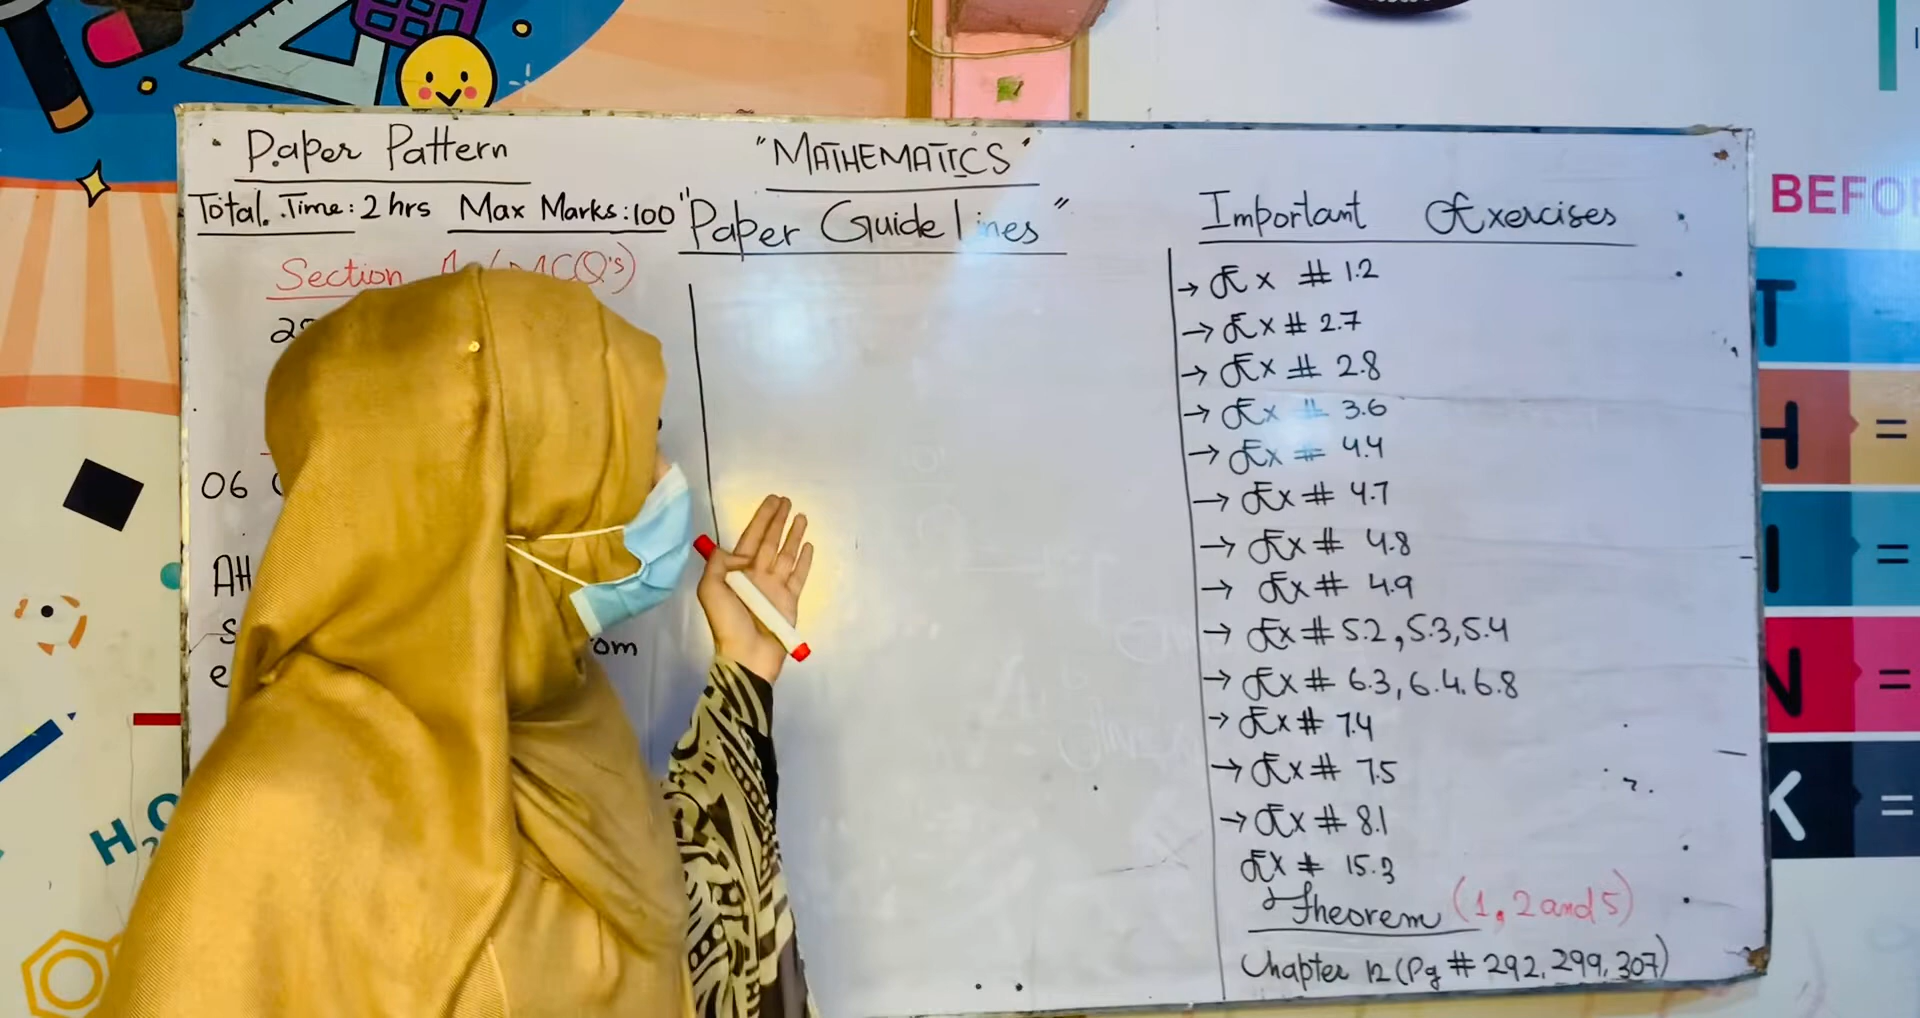 Paper Pattern
Total Time: 2 hrs Max Marks: 100
Section (MCQ's)
06
om
"MATHEMATICS"
"Paper Guidelines"
Important Exercises
→ Ex # 1.2
→ Ex # 2.7
→ Ex # 2.8
→ Ex # 3.6
→ Ex # 4.4
→ Ex # 4.7
→ Ex # 4.8
→ Ex # 4.9
→ Ex # 5.2, 5.3, 5.4
→ Ex # 6.3, 6.4, 6.8
→ Ex # 7.4
→ Ex # 7.5
→ Ex # 8.1
Ex # 15.3
Theorem (1, 2 and 5)
Chapter 12 (Pg # 292, 299, 307)
BEFO
T
H =
I =
N =
K =
H₂O